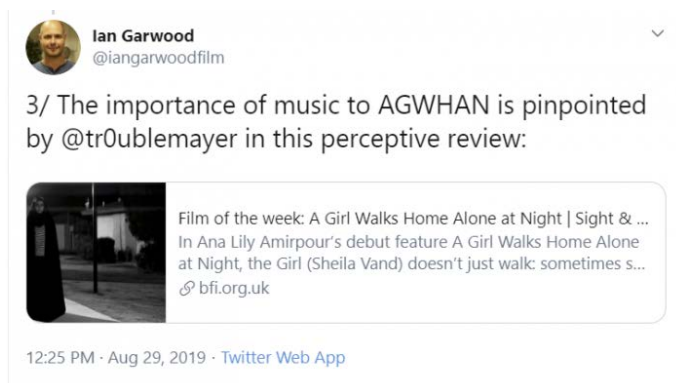 Ian Garwood
@iangarwoodfilm
3/ The importance of music to AGWHAN is pinpointed
by @tr0ublemayer in this perceptive review:
Film of the week: A Girl Walks Home Alone at Night | Sight & ...
In Ana Lily Amirpour's debut feature A Girl Walks Home Alone
at Night, the Girl (Sheila Vand) doesn't just walk: sometimes s...
bfi.org.uk
12:25 PM · Aug 29, 2019 · Twitter Web App